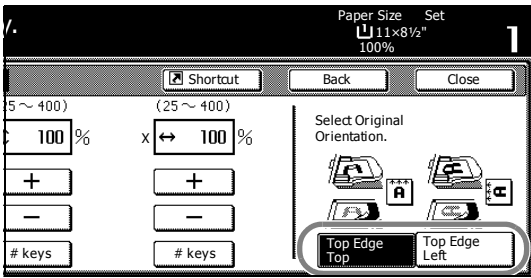 y.
Paper Size Set
11×8½"
100%
1
Shortcut
Back
Close
25～400)
(25～400)
100 %
x ↔ 100 %
Select Original
Orientation.
+
+
A
−
−
# keys
# keys
Top Edge
Top
Top Edge
Left